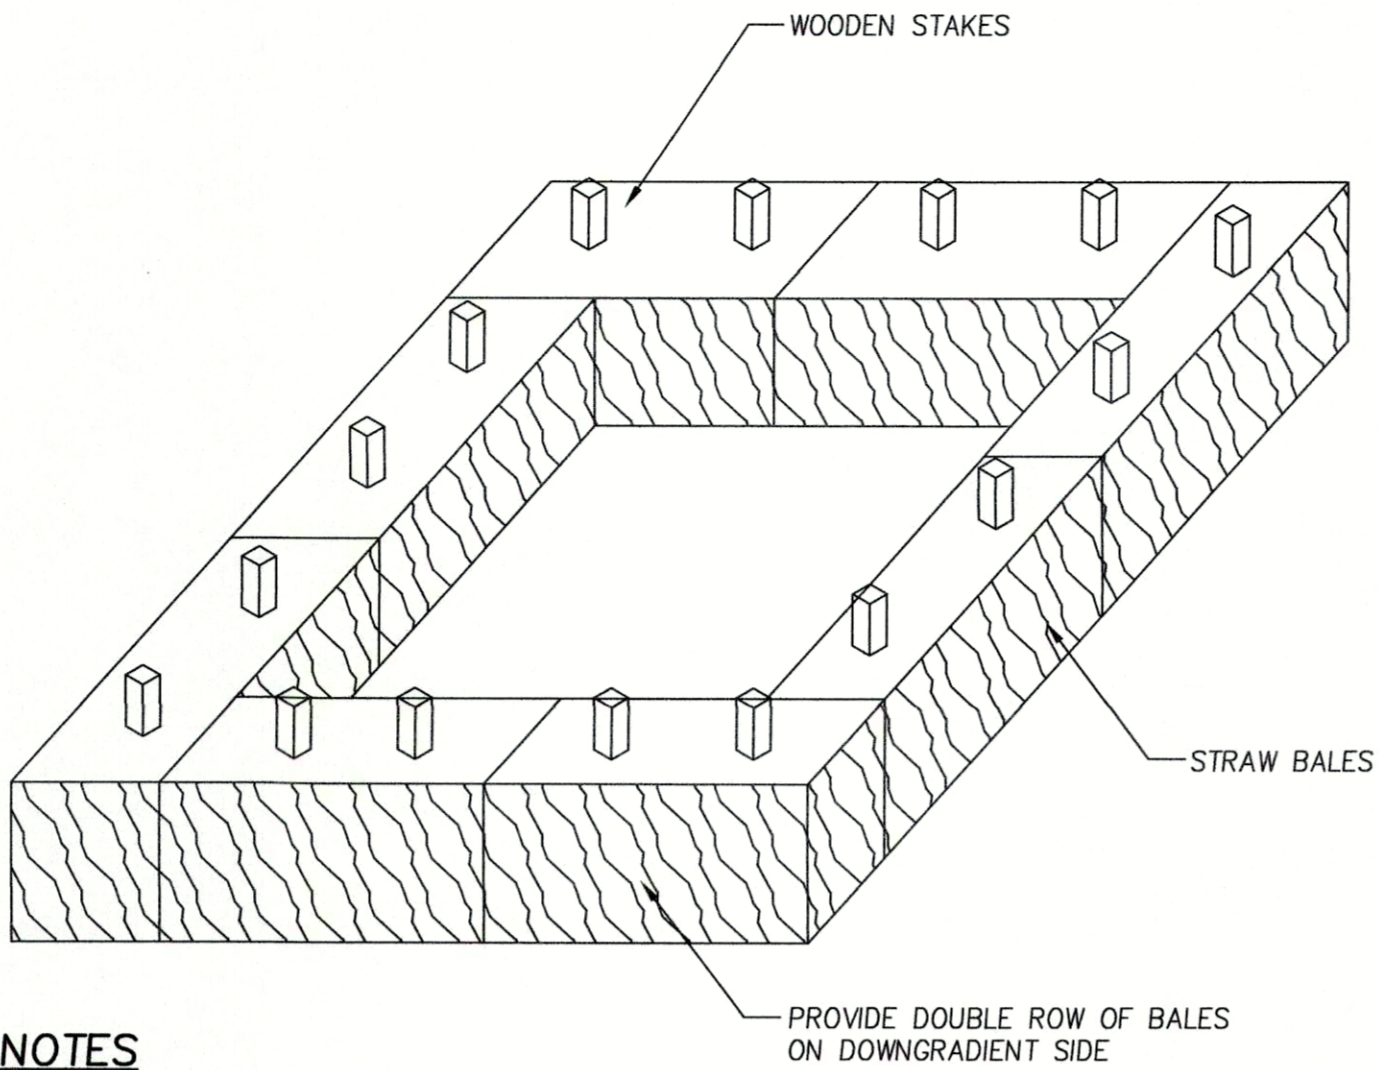 WOODEN STAKES
STRAW BALES
PROVIDE DOUBLE ROW OF BALES
ON DOWNGRADIENT SIDE
NOTES